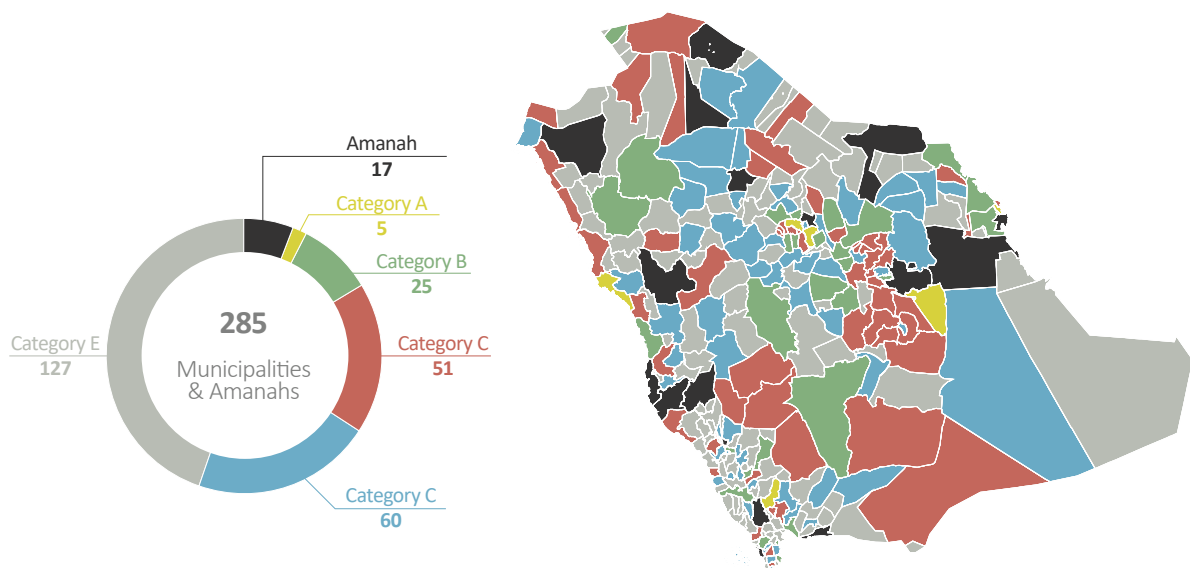 Amanah
17
Category A
5
Category B
25
Category C
51
Category C
60
Category E
127
285
Municipalities
& Amanahs